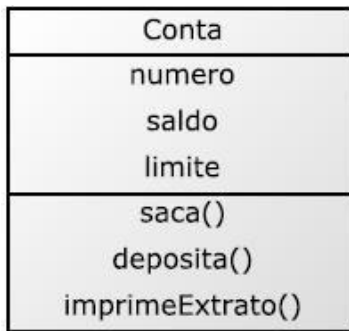 Conta
numero
saldo
limite
saca()
deposita()
imprimeExtrato()